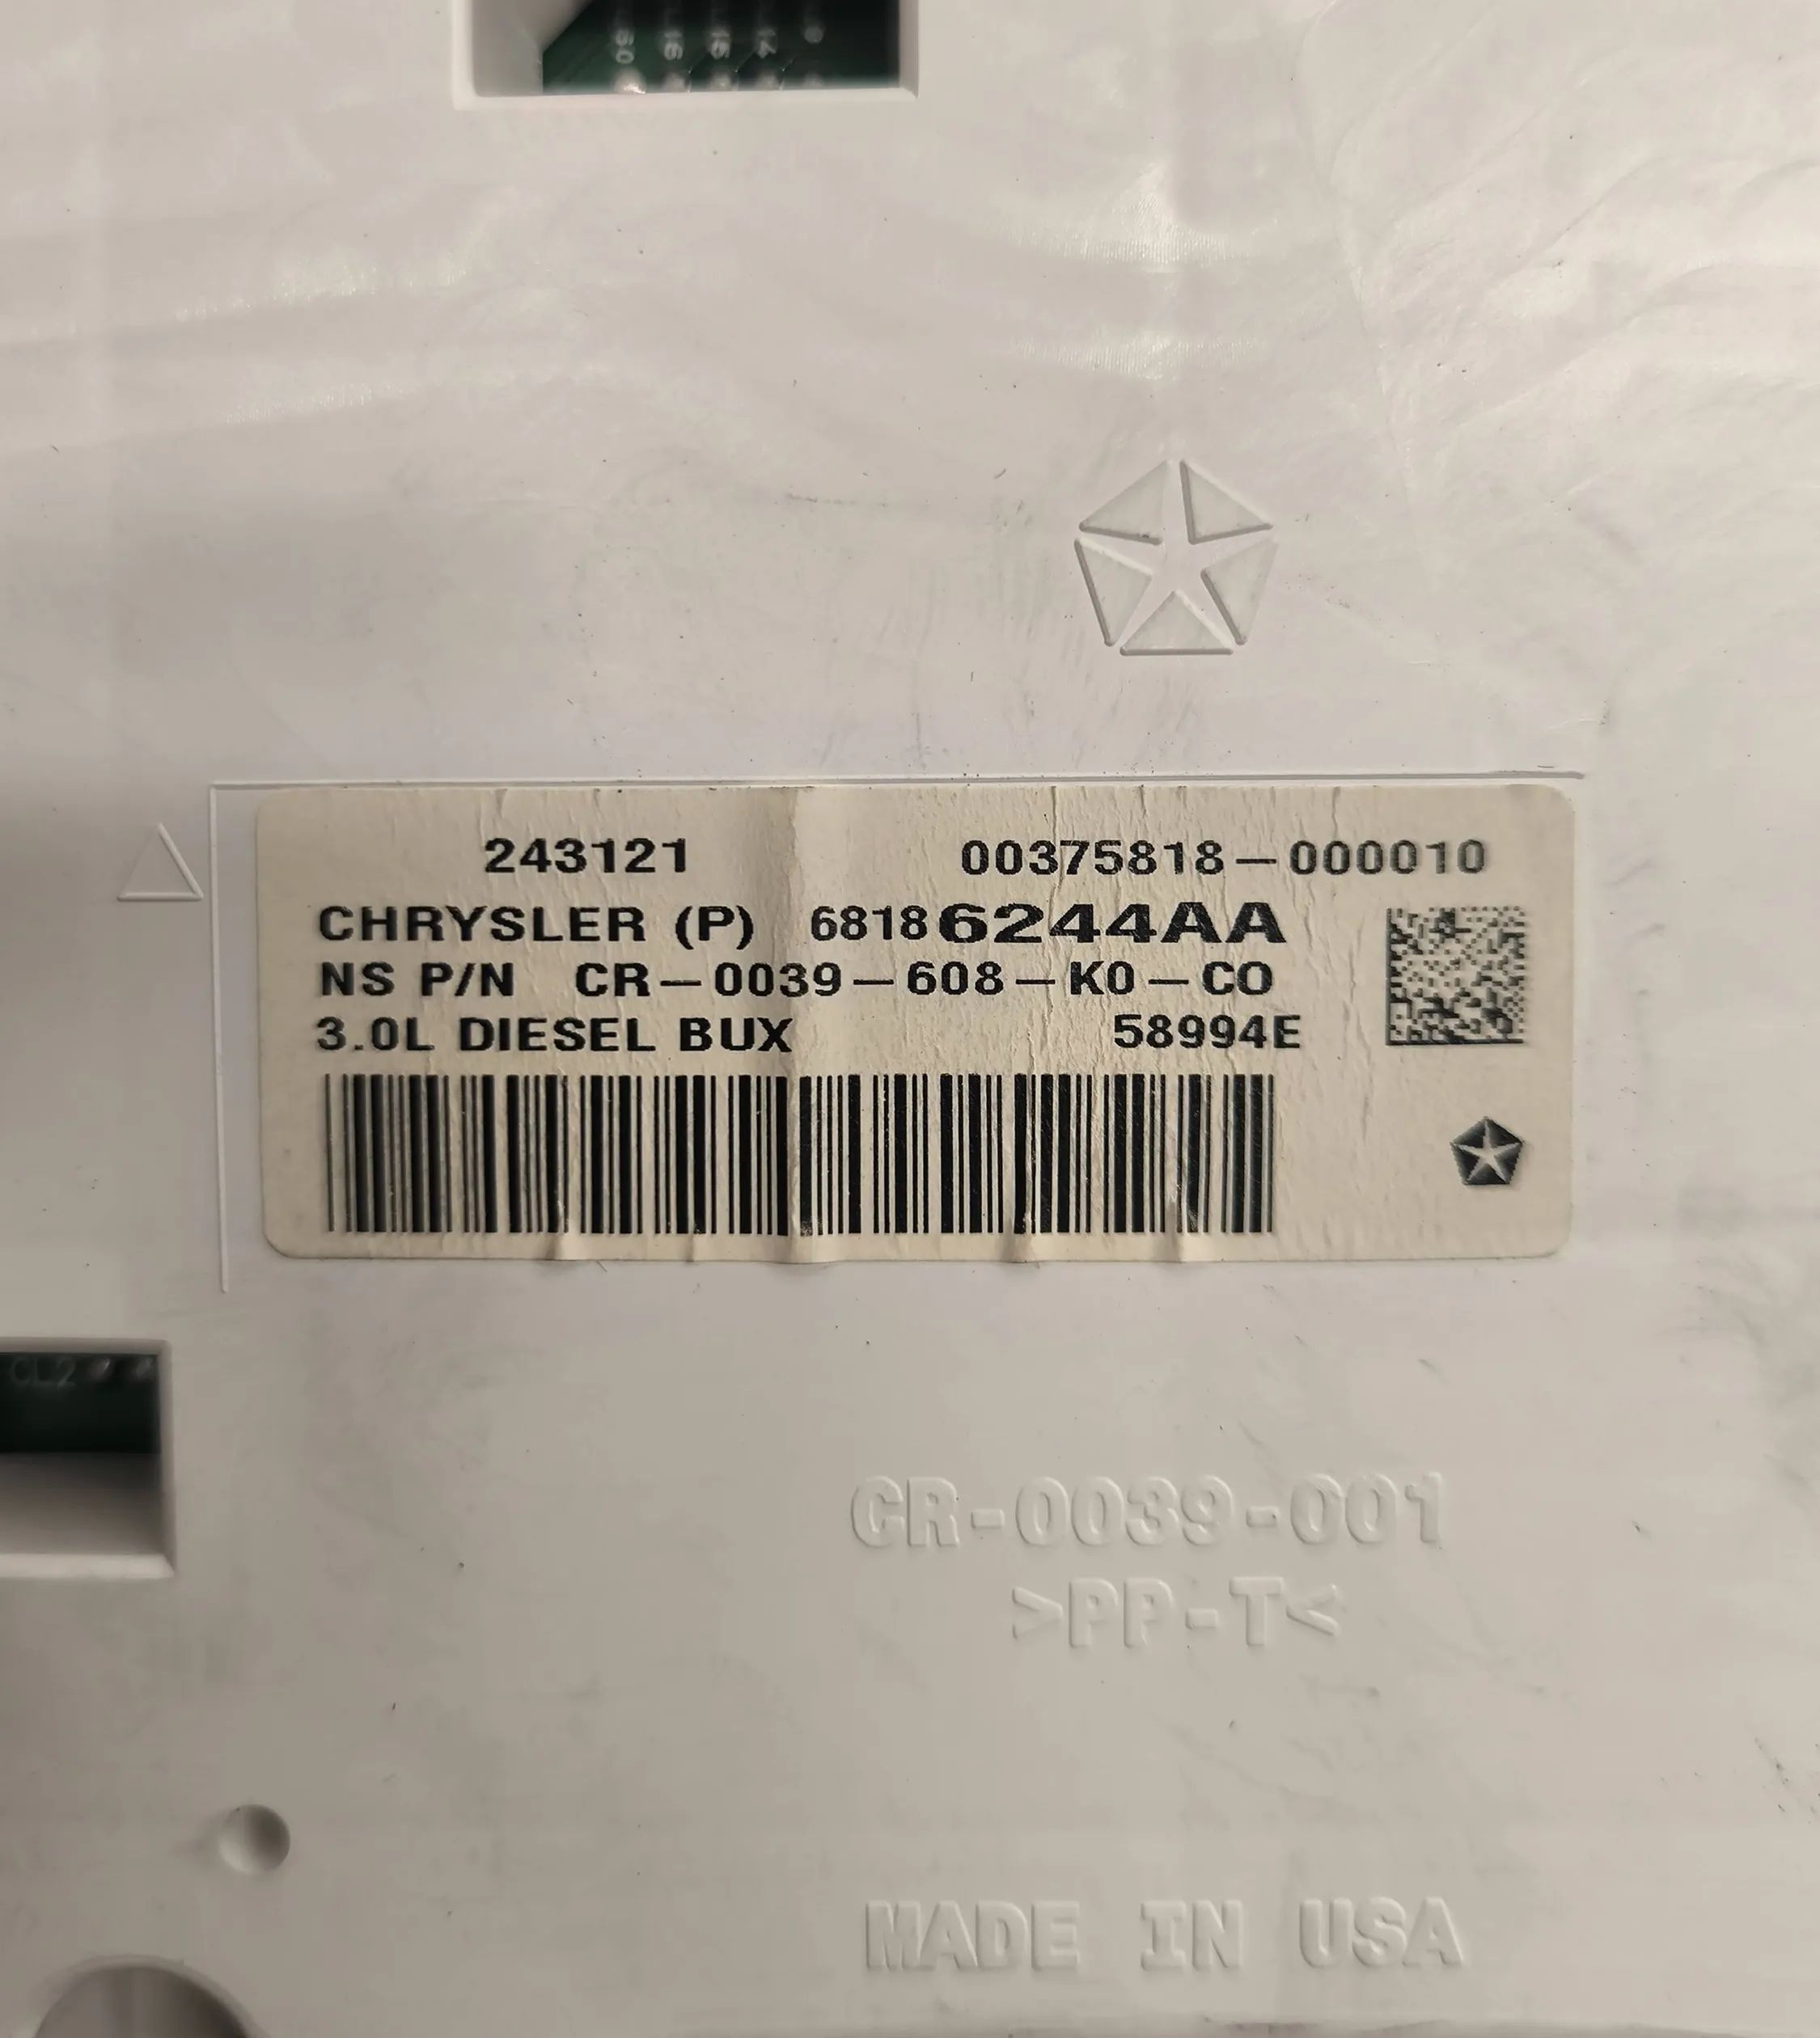 243121 00375818-000010
CHRYSLER (P) 68186244AA
NS P/N CR-0039-608-K0-CO
3.0L DIESEL BUX 58994E
CL2
CR-0039-001
>PP-T<
MADE IN USA